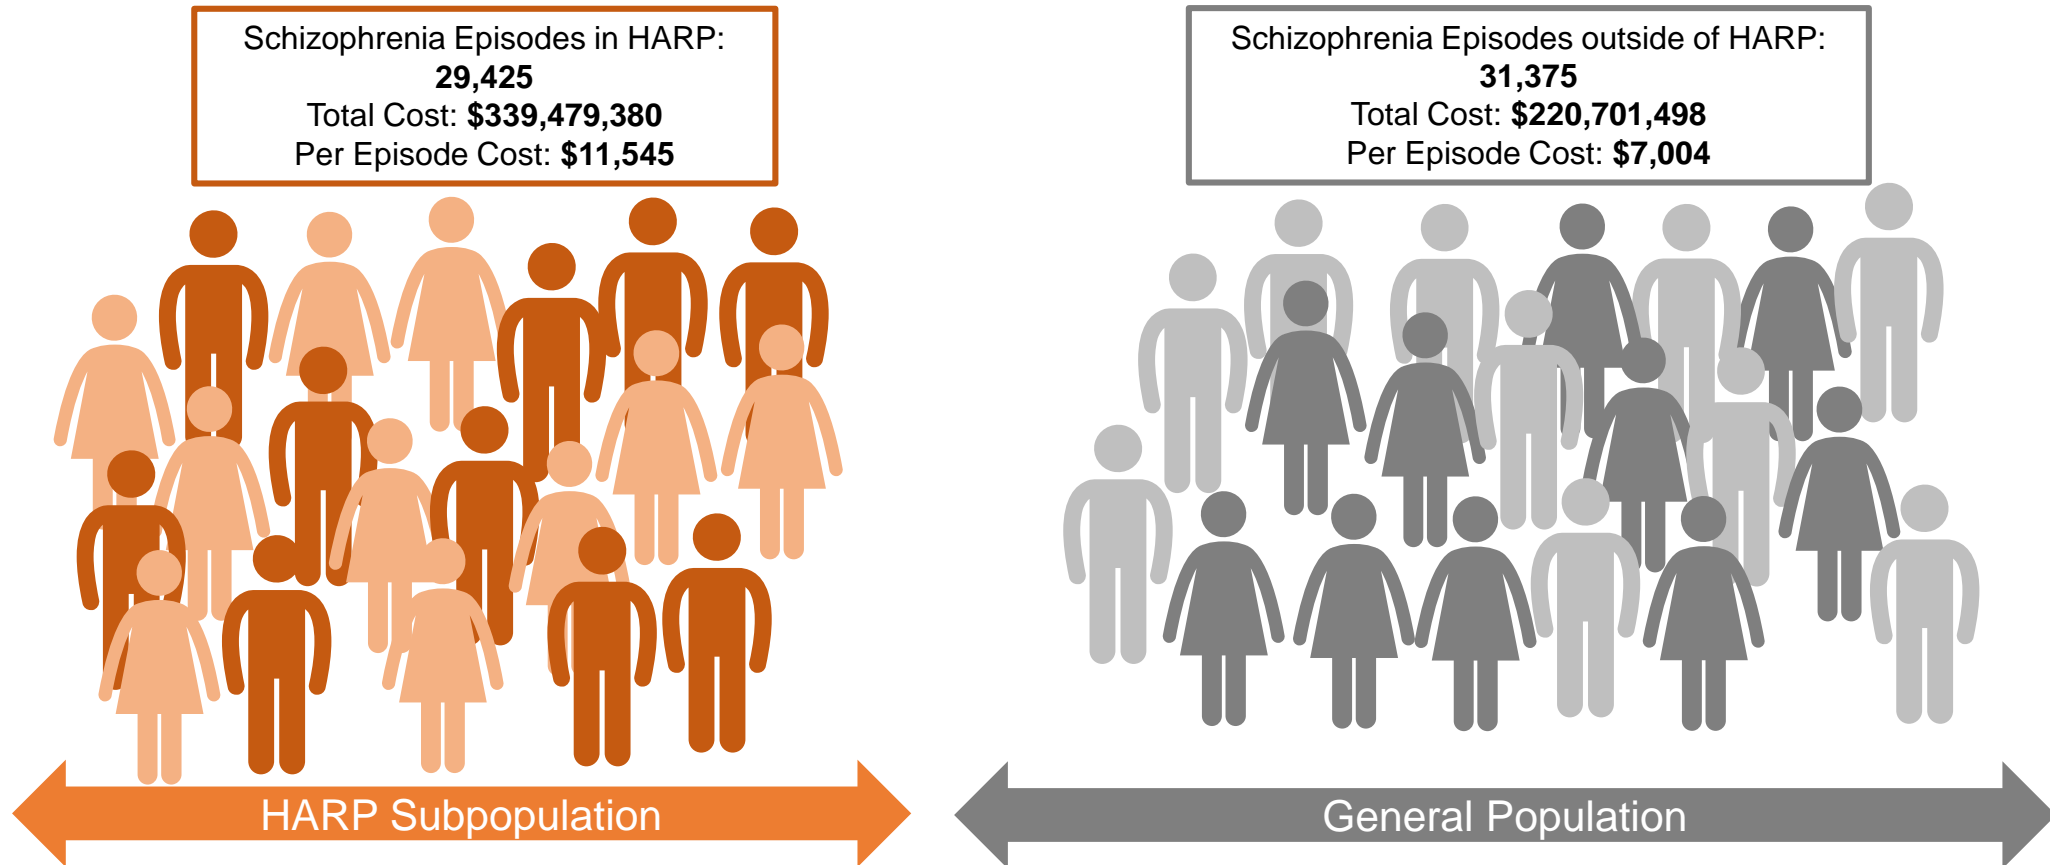 Schizophrenia Episodes in HARP:
29,425
Total Cost: $339,479,380
Per Episode Cost: $11,545
Schizophrenia Episodes outside of HARP:
31,375
Total Cost: $220,701,498
Per Episode Cost: $7,004
HARP Subpopulation
General Population